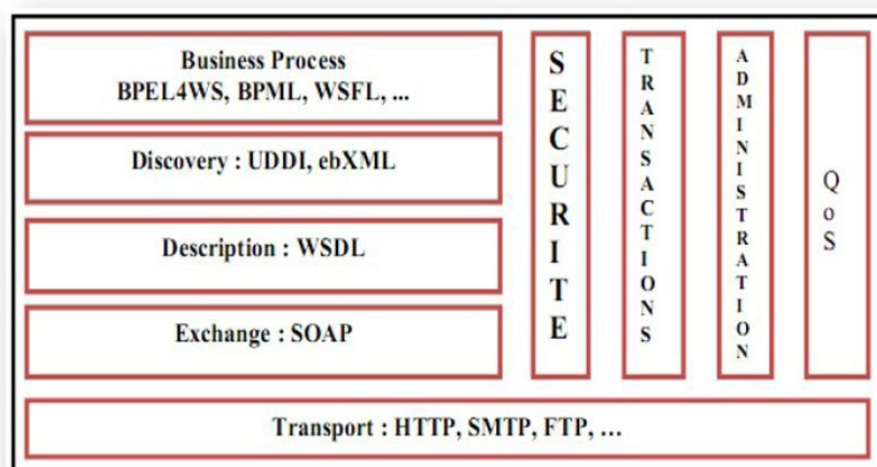 Business Process
BPEL4WS, BPML, WSFL, ...
Discovery : UDDI, ebXML
Description : WSDL
Exchange : SOAP
SECURITE
TRANSACTIONS
ADMINISTRATION
QoS
Transport : HTTP, SMTP, FTP, ...